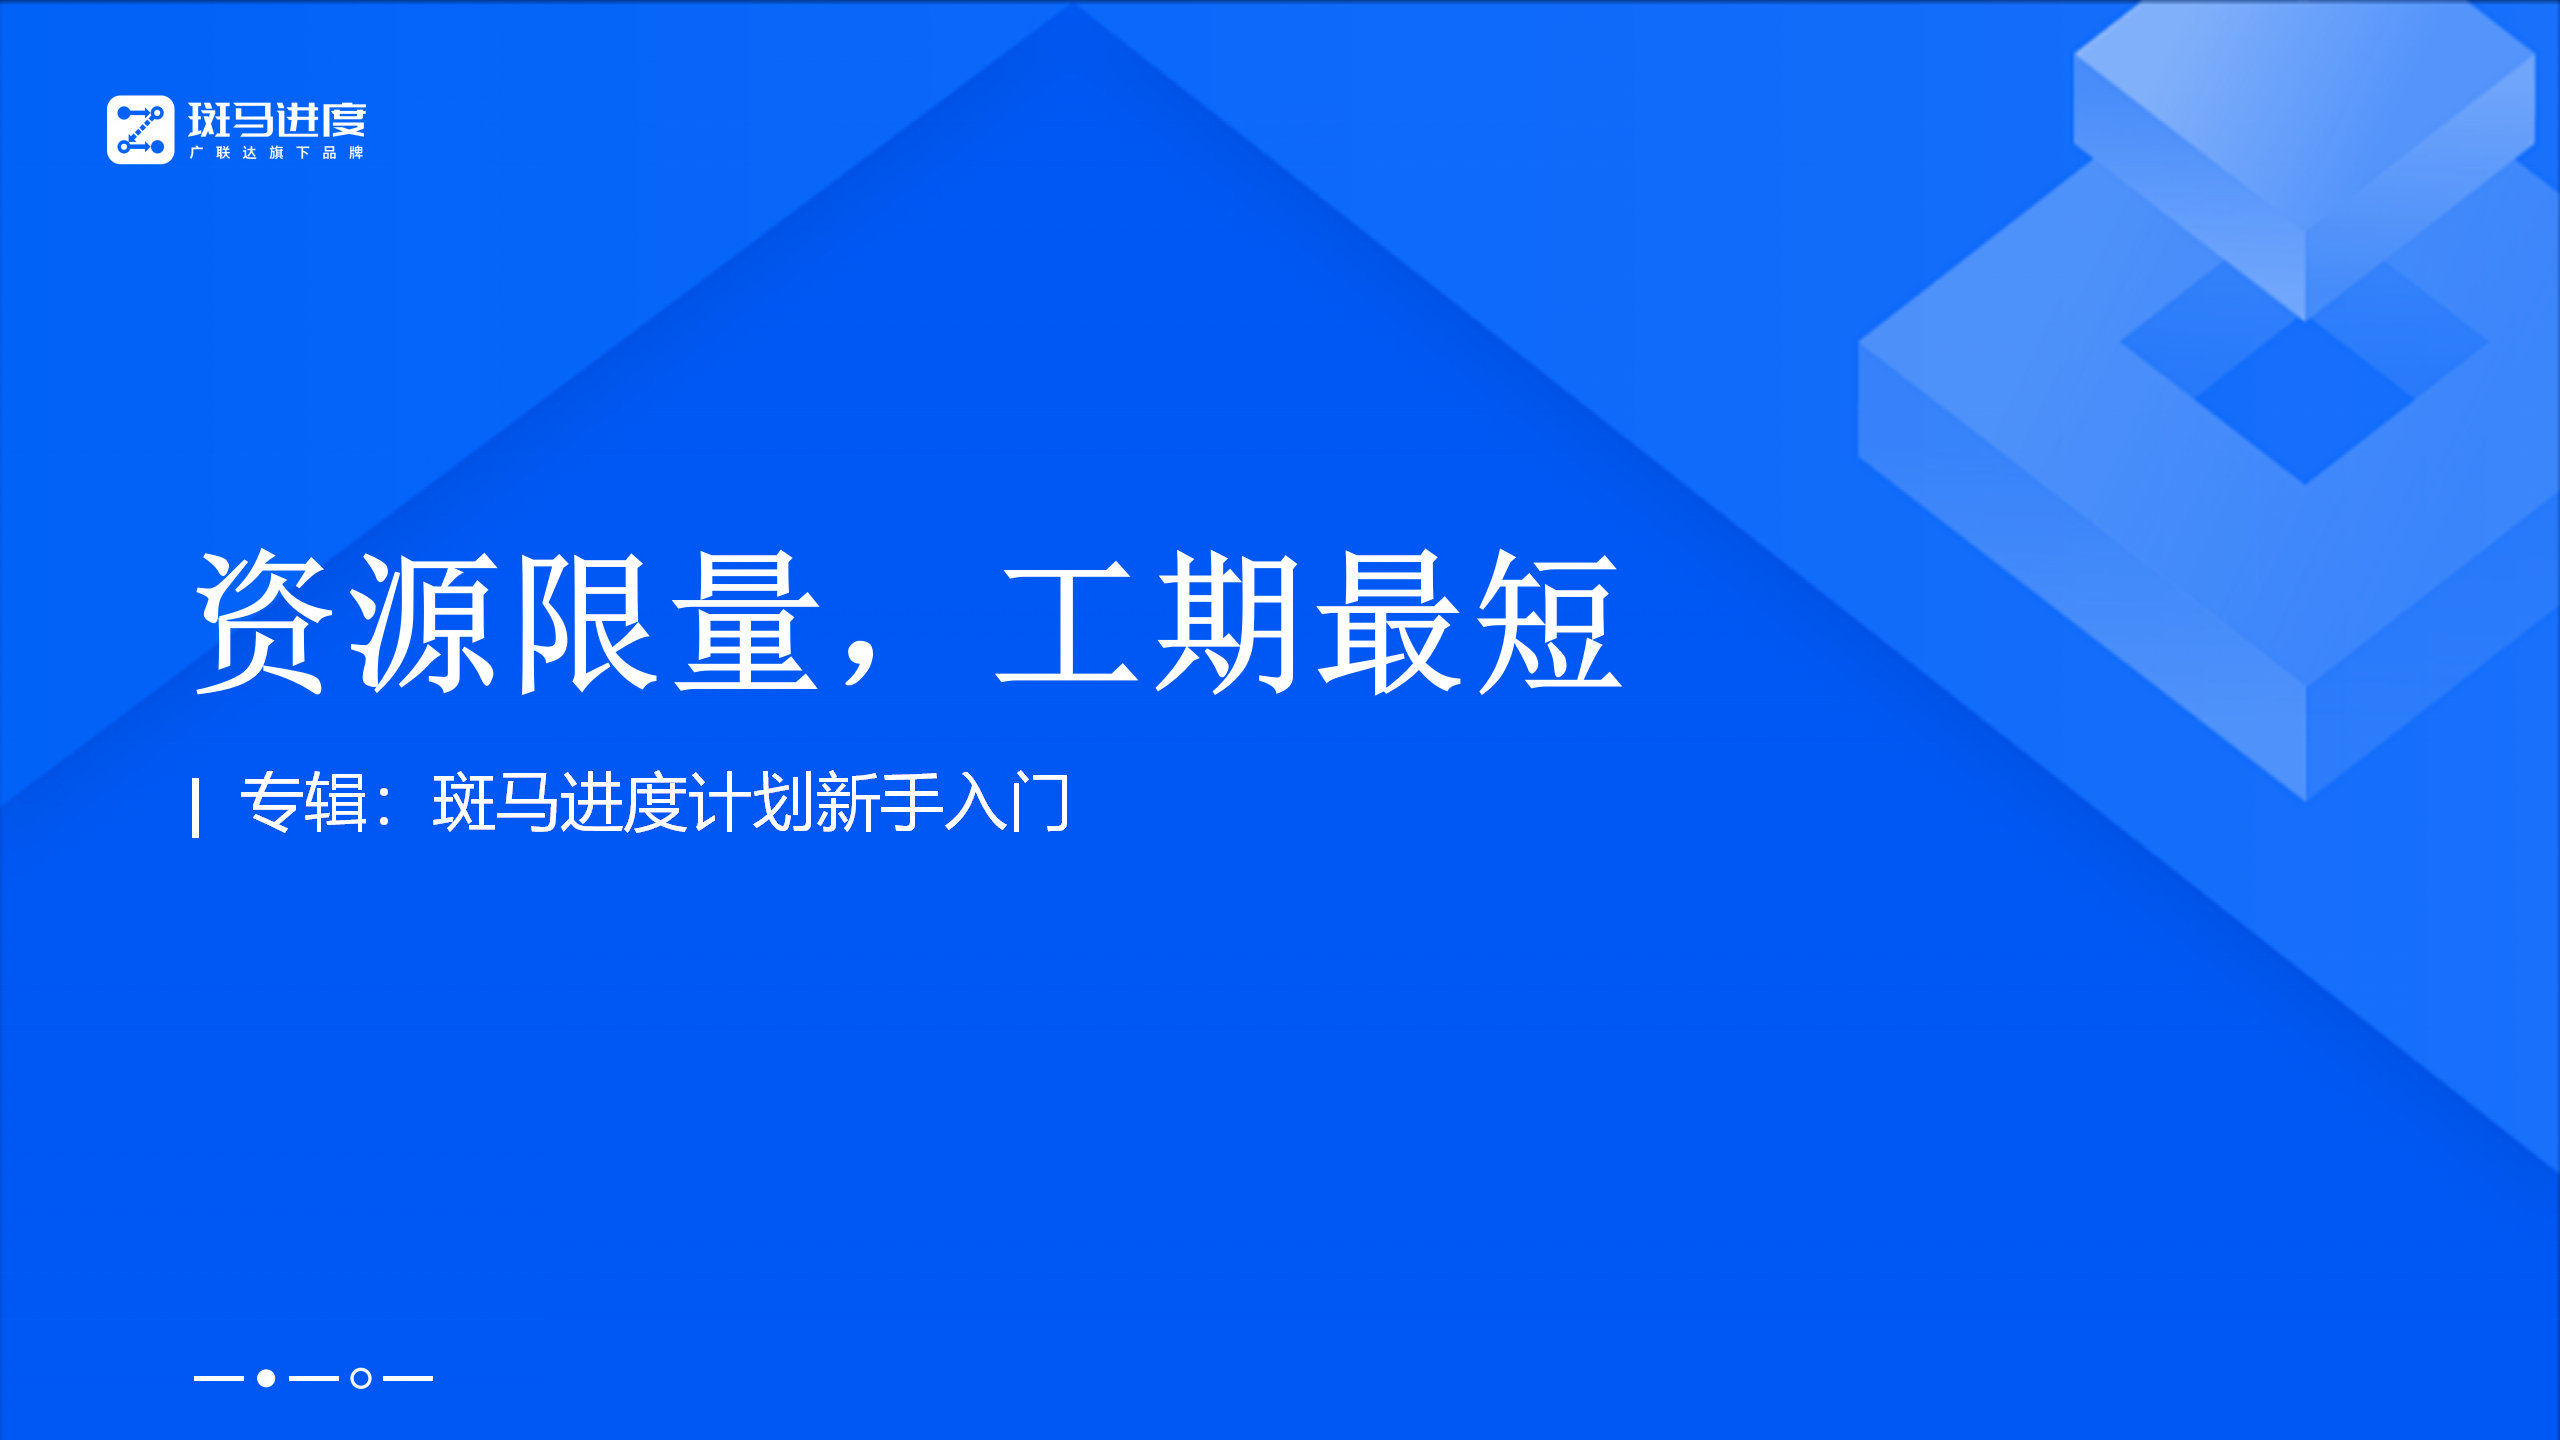 斑马进度
广联达旗下品牌
资源限量，工期最短
专辑：斑马进度计划新手入门